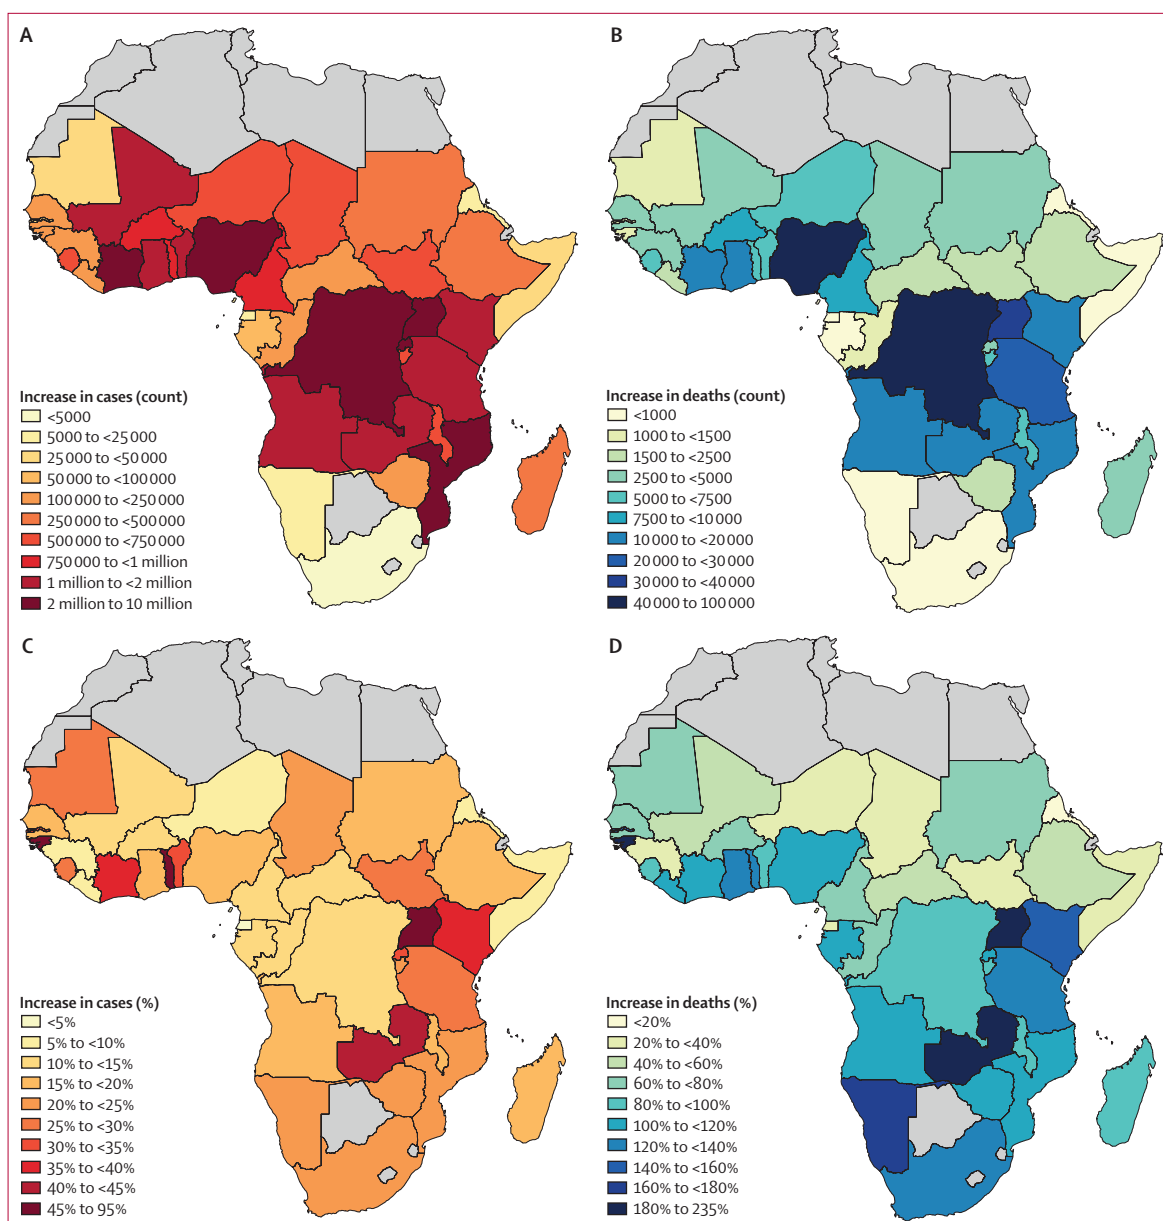 A
B
Increase in cases (count)
<5000
5000 to <25 000
25 000 to <50 000
50 000 to <100 000
100 000 to <250 000
250 000 to <500 000
500 000 to <750 000
750 000 to <1 million
1 million to <2 million
2 million to 10 million
Increase in deaths (count)
<1000
1000 to <1500
1500 to <2500
2500 to <5000
5000 to <7500
7500 to <10 000
10 000 to <20 000
20 000 to <30 000
30 000 to <40 000
40 000 to 100 000
C
D
Increase in cases (%)
<5%
5% to <10%
10% to <15%
15% to <20%
20% to <25%
25% to <30%
30% to <35%
35% to <40%
40% to <45%
45% to 95%
Increase in deaths (%)
<20%
20% to <40%
40% to <60%
60% to <80%
80% to <100%
100% to <120%
120% to <140%
140% to <160%
160% to <180%
180% to 235%